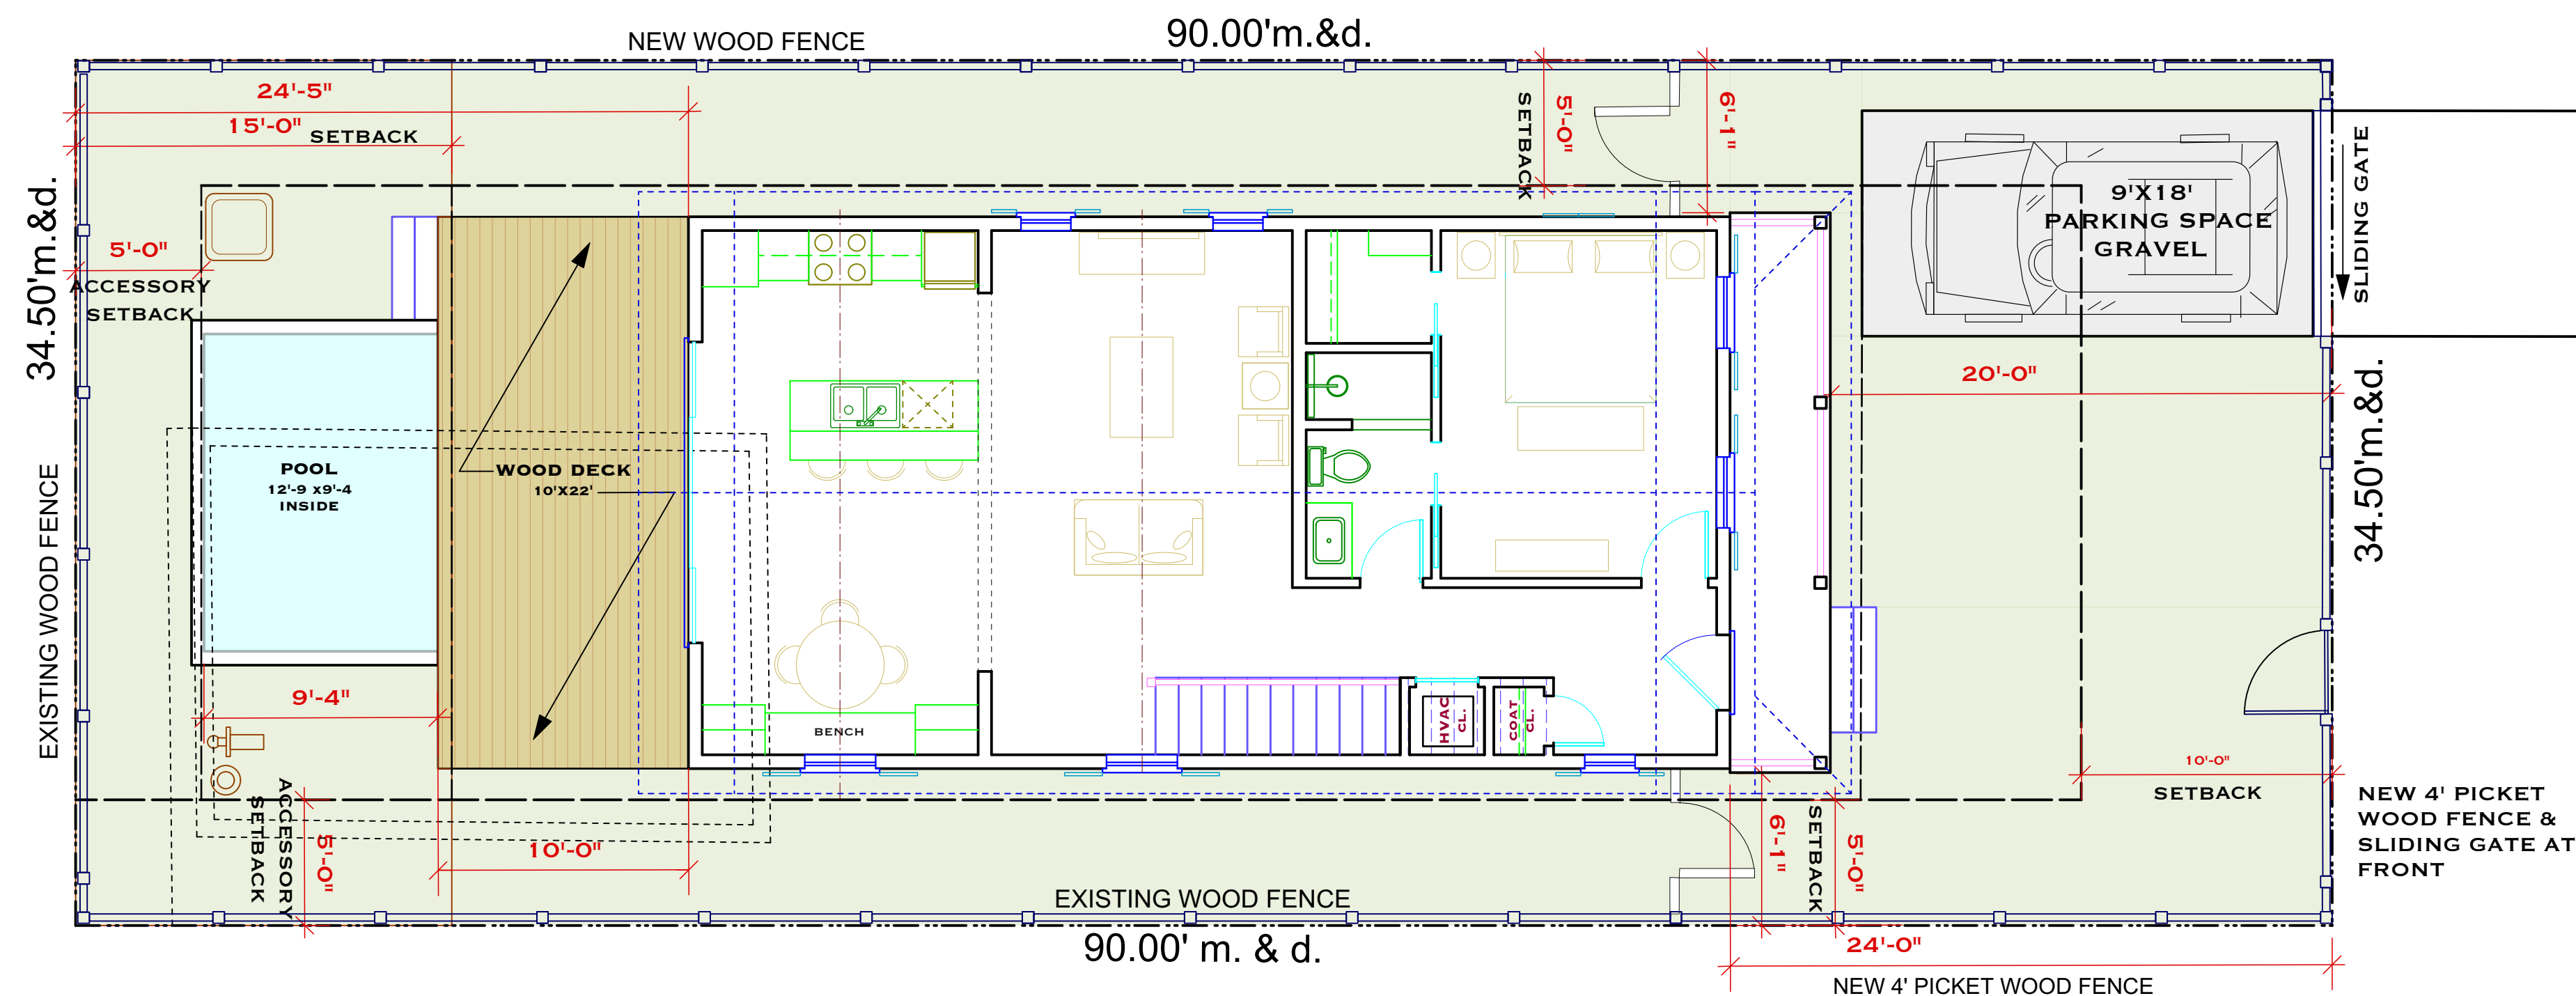 NEW WOOD FENCE
90.00'm.&d.
24'-5"
15'-0"
SETBACK
5'-0"
SETBACK
6'-1"
9'X18'
PARKING SPACE
GRAVEL
SLIDING GATE
34.50'm.&d.
5'-0"
ACCESSORY
SETBACK
20'-0"
34.50'm.&d.
EXISTING WOOD FENCE
POOL
12'-9 x9'-4
INSIDE
WOOD DECK
10'X22'
9'-4"
BENCH
HVAC
CL.
COAT
CL.
10'-0"
SETBACK
ACCESSORY
SETBACK
5'-0"
10'-0"
6'-1"
SETBACK
5'-0"
NEW 4' PICKET
WOOD FENCE &
SLIDING GATE AT
FRONT
EXISTING WOOD FENCE
90.00' m. & d.
24'-0"
NEW 4' PICKET WOOD FENCE